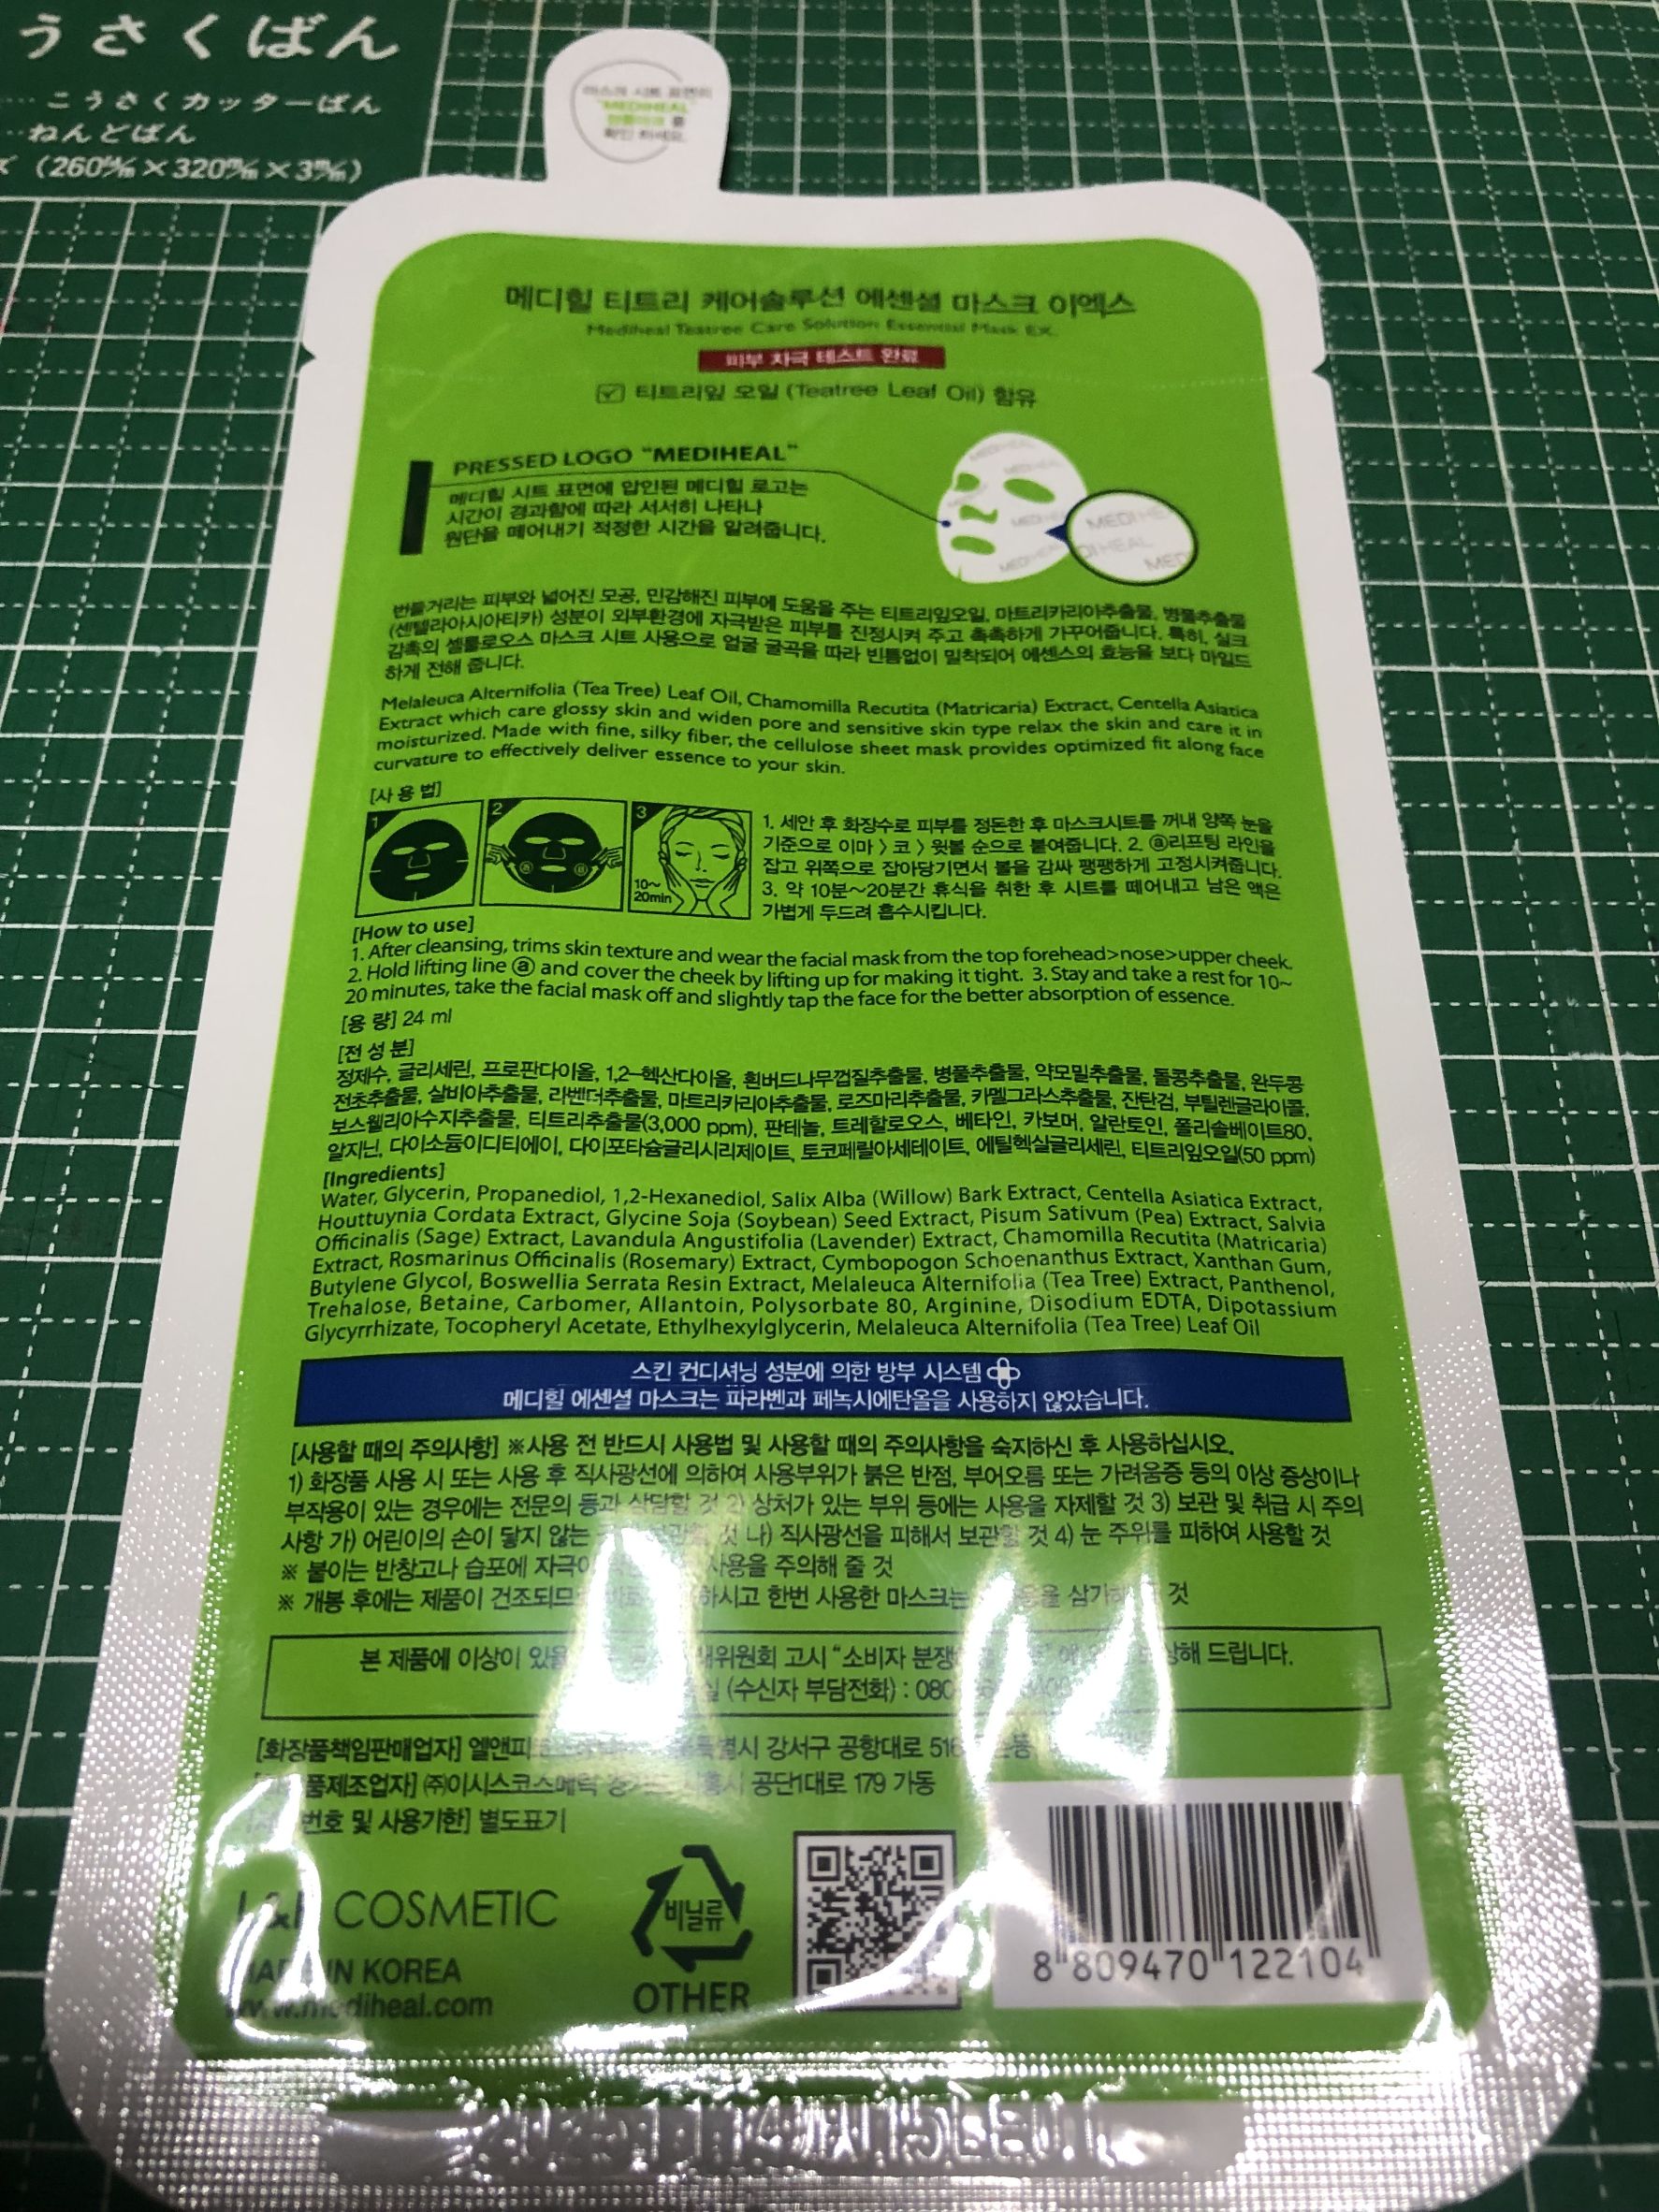 うさくばん
こうさくカッターばん
ねんどばん
(260㎜×320㎜×3㎜)
마스크 시트 표면의
"MEDIHEAL"
확인 하세요.
메디힐 티트리 케어솔루션 에센셜 마스크 이엑스
Mediheal Teatree Care Solution Essential Mask EX.
피부 자극 테스트 완료
티트리잎 오일 (Teatree Leaf Oil) 함유
PRESSED LOGO "MEDIHEAL"
메디힐 시트 표면에 압인된 메디힐 로고는
시간이 경과함에 따라 서서히 나타나
원단을 떼어내기 적정한 시간을 알려줍니다.
MEDIHEAL
번들거리는 피부와 넓어진 모공, 민감해진 피부에 도움을 주는 티트리잎오일, 마트리카리아추출물, 병풀추출물
(센텔라아시아티카) 성분이 외부환경에 자극받은 피부를 진정시켜 주고 촉촉하게 가꾸어줍니다. 특히, 실크
감촉의 셀룰로오스 마스크 시트 사용으로 얼굴 굴곡을 따라 빈틈없이 밀착되어 에센스의 효능을 보다 마일드
하게 전해 줍니다.
Melaleuca Alternifolia (Tea Tree) Leaf Oil, Chamomilla Recutita (Matricaria) Extract, Centella Asiatica
Extract which care glossy skin and widen pore and sensitive skin type relax the skin and care it in
moisturized. Made with fine, silky fiber, the cellulose sheet mask provides optimized fit along face
curvature to effectively deliver essence to your skin.
[사 용 법]
1 2 3
10~
20min
1. 세안 후 화장수로 피부를 정돈한 후 마스크시트를 꺼내 양쪽 눈을
기준으로 이마 > 코 > 윗볼 순으로 붙여줍니다. 2. ⓐ리프팅 라인을
잡고 위쪽으로 잡아당기면서 볼을 감싸 팽팽하게 고정시켜줍니다.
3. 약 10분~20분간 휴식을 취한 후 시트를 떼어내고 남은 액은
가볍게 두드려 흡수시킵니다.
[How to use]
1. After cleansing, trims skin texture and wear the facial mask from the top forehead>nose>upper cheek.
2. Hold lifting line ⓐ and cover the cheek by lifting up for making it tight. 3. Stay and take a rest for 10~
20 minutes, take the facial mask off and slightly tap the face for the better absorption of essence.
[용 량] 24 ml
[전 성 분]
정제수, 글리세린, 프로판다이올, 1,2-헥산다이올, 흰버드나무껍질추출물, 병풀추출물, 약모밀추출물, 돌콩추출물, 완두콩
전초추출물, 살비아추출물, 라벤더추출물, 마트리카리아추출물, 로즈마리추출물, 카멜그라스추출물, 잔탄검, 부틸렌글라이콜,
보스웰리아수지추출물, 티트리추출물(3,000 ppm), 판테놀, 트레할로오스, 베타인, 카보머, 알란토인, 폴리솔베이트80,
알지닌, 다이소듐이디티에이, 다이포타슘글리시리제이트, 토코페릴아세테이트, 에틸헥실글리세린, 티트리잎오일(50 ppm)
[Ingredients]
Water, Glycerin, Propanediol, 1,2-Hexanediol, Salix Alba (Willow) Bark Extract, Centella Asiatica Extract,
Houttuynia Cordata Extract, Glycine Soja (Soybean) Seed Extract, Pisum Sativum (Pea) Extract, Salvia
Officinalis (Sage) Extract, Lavandula Angustifolia (Lavender) Extract, Chamomilla Recutita (Matricaria)
Extract, Rosmarinus Officinalis (Rosemary) Extract, Cymbopogon Schoenanthus Extract, Xanthan Gum,
Butylene Glycol, Boswellia Serrata Resin Extract, Melaleuca Alternifolia (Tea Tree) Extract, Panthenol,
Trehalose, Betaine, Carbomer, Allantoin, Polysorbate 80, Arginine, Disodium EDTA, Dipotassium
Glycyrrhizate, Tocopheryl Acetate, Ethylhexylglycerin, Melaleuca Alternifolia (Tea Tree) Leaf Oil
스킨 컨디셔닝 성분에 의한 방부 시스템
메디힐 에센셜 마스크는 파라벤과 페녹시에탄올을 사용하지 않았습니다.
[사용할 때의 주의사항] ※사용 전 반드시 사용법 및 사용할 때의 주의사항을 숙지하신 후 사용하십시오.
1) 화장품 사용 시 또는 사용 후 직사광선에 의하여 사용부위가 붉은 반점, 부어오름 또는 가려움증 등의 이상 증상이나
부작용이 있는 경우에는 전문의 등과 상담할 것 2) 상처가 있는 부위 등에는 사용을 자제할 것 3) 보관 및 취급 시 주의
사항 가) 어린이의 손이 닿지 않는 것 나) 직사광선을 피해서 보관할 것 4) 눈 주위를 피하여 사용할 것
※ 붙이는 반창고나 습포에 사용을 주의해 줄 것
※ 개봉 후에는 제품이 한번 사용한 마스크는 것
본 제품에 이상이 고시 "소비자 드립니다.
(수신자 부담전화) : 080
[화장품책임판매업자] 강서구 공항대로
(주)이시스코스메틱 공단1대로 179 가동
번호 및 사용기한] 별도표기
L&P COSMETIC
MADE IN KOREA
www.mediheal.com
비닐류
OTHER
8 809470 122104